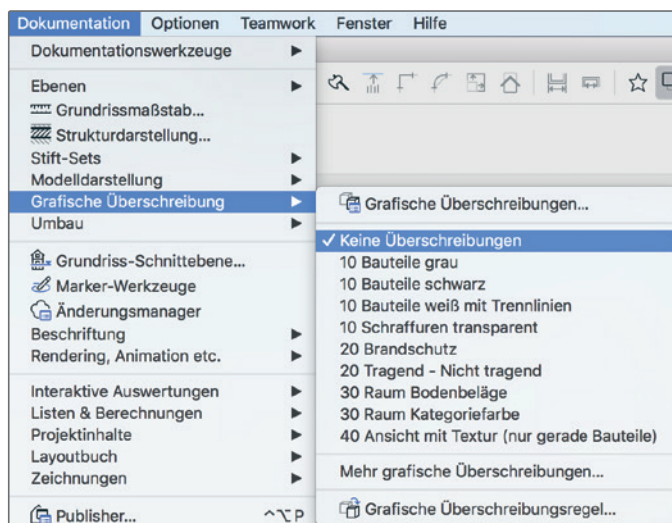 Dokumentation Optionen Teamwork Fenster Hilfe
Dokumentationswerkzeuge
Ebenen
Grundrissmaßstab...
Strukturdarstellung...
Stift-Sets
Modelldarstellung
Grafische Überschreibung
Umbau
Grundriss-Schnittebene...
Marker-Werkzeuge
Änderungsmanager
Beschriftung
Rendering, Animation etc.
Interaktive Auswertungen
Listen & Berechnungen
Projektinhalte
Layoutbuch
Zeichnungen
Publisher... ^⌥P
Grafische Überschreibungen...
✓ Keine Überschreibungen
10 Bauteile grau
10 Bauteile schwarz
10 Bauteile weiß mit Trennlinien
10 Schraffuren transparent
20 Brandschutz
20 Tragend - Nicht tragend
30 Raum Bodenbeläge
30 Raum Kategoriefarbe
40 Ansicht mit Textur (nur gerade Bauteile)
Mehr grafische Überschreibungen...
Grafische Überschreibungsregel...